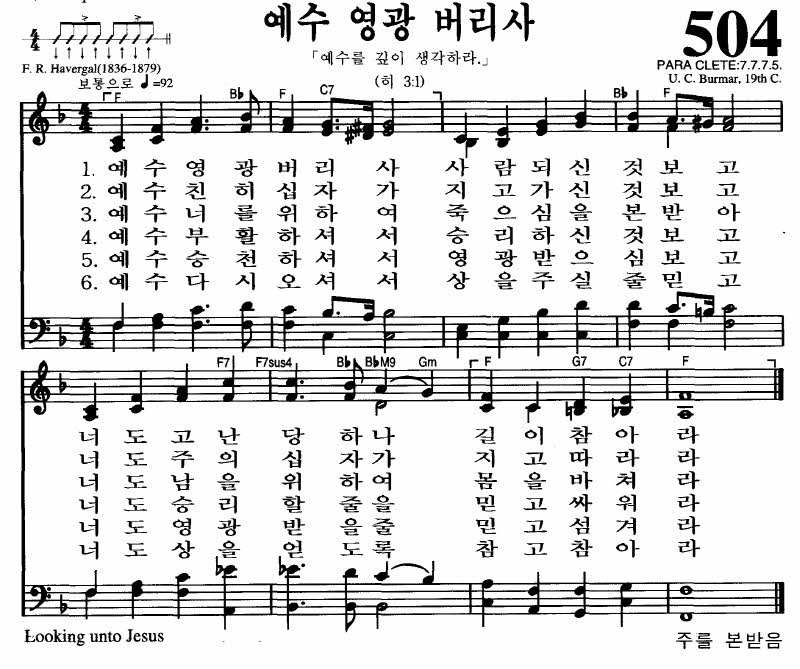 예수 영광 버리사
504
「예수를 깊이 생각하라.」
(히 3:1)
F. R. Havergal(1836-1879)
보통으로 ♩=92
PARA CLETE:7.7.7.5.
U. C. Burmar, 19th C.
F B♭ F C7 B♭ F
1. 예 수 영 광 버 리 사 사 람 되 신 것 보 고
2. 예 수 친 히 십 자 가 지 고 가 신 것 보 고
3. 예 수 너 를 위 하 여 죽 으 심 을 본 받 아
4. 예 수 부 활 하 셔 서 승 리 하 신 것 보 고
5. 예 수 승 천 하 셔 서 영 광 받 으 심 보 고
6. 예 수 다 시 오 셔 서 상 을 주 실 줄 믿 고
F7 F7sus4 B♭ B♭M9 Gm F G7 C7 F
너 도 고 난 당 하 나 길 이 참 아 라
너 도 주 의 십 자 가 지 고 따 라 라
너 도 남 을 위 하 여 몸 을 바 쳐 라
너 도 승 리 할 줄 을 믿 고 싸 워 라
너 도 영 광 받 을 줄 믿 고 섬 겨 라
너 도 상 을 얻 도 록 참 고 참 아 라
Looking unto Jesus
주를 본받음